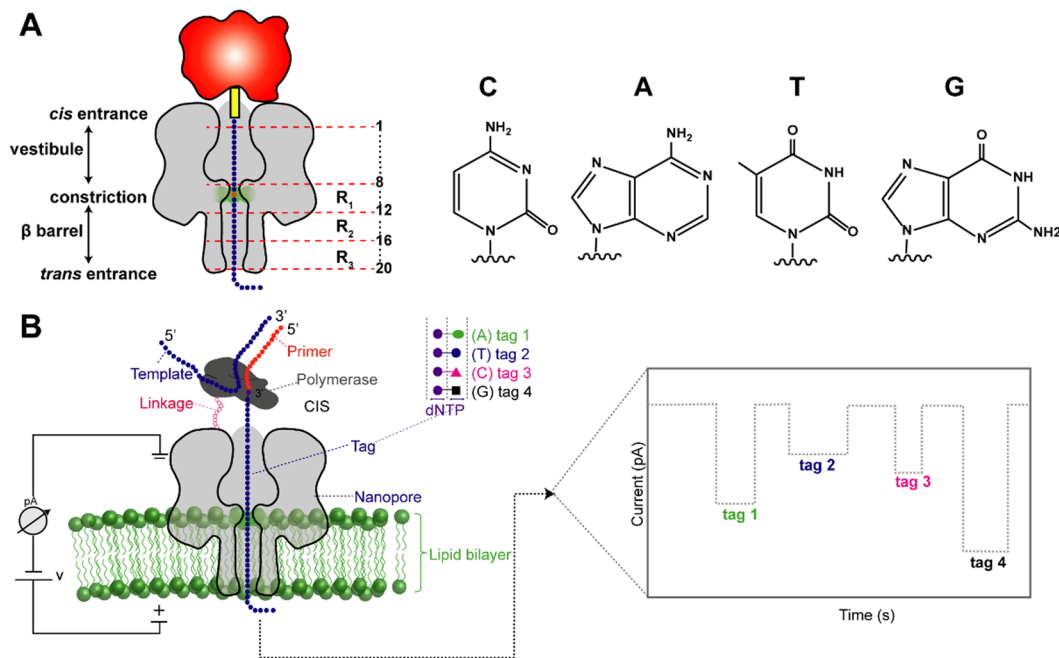 A
cis entrance
vestibule
constriction
β barrel
trans entrance
1
8
R1
12
R2
16
R3
20
C
A
T
G
NH2
N
N
O
NH2
N
N
N
N
O
NH
N
O
O
N
NH
N
N
NH2
B
3'
5'
5'
Primer
Template
Polymerase
3'
Linkage
CIS
Tag
Nanopore
Lipid bilayer
pA
V
+
(A) tag 1
(T) tag 2
(C) tag 3
(G) tag 4
dNTP
Current (pA)
tag 1
tag 2
tag 3
tag 4
Time (s)